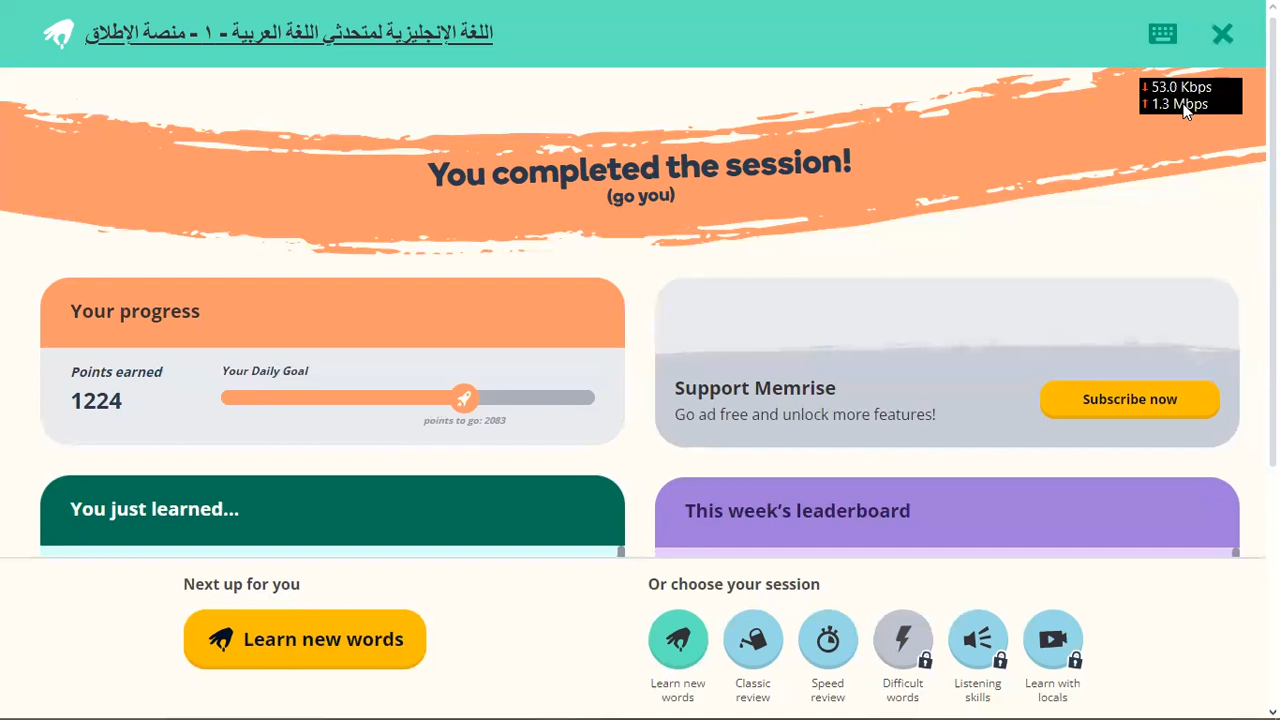 اللغة الإنجليزية لمتحدثي اللغة العربية - ١ - منصة الإطلاق
↓ 53.0 Kbps
↑ 1.3 Mbps
You completed the session!
(go you)
Your progress
Points earned
1224
Your Daily Goal
points to go: 2083
Support Memrise
Go ad free and unlock more features!
Subscribe now
You just learned...
This week's leaderboard
Next up for you
Learn new words
Or choose your session
Learn new
words
Classic
review
Speed
review
Difficult
words
Listening
skills
Learn with
locals